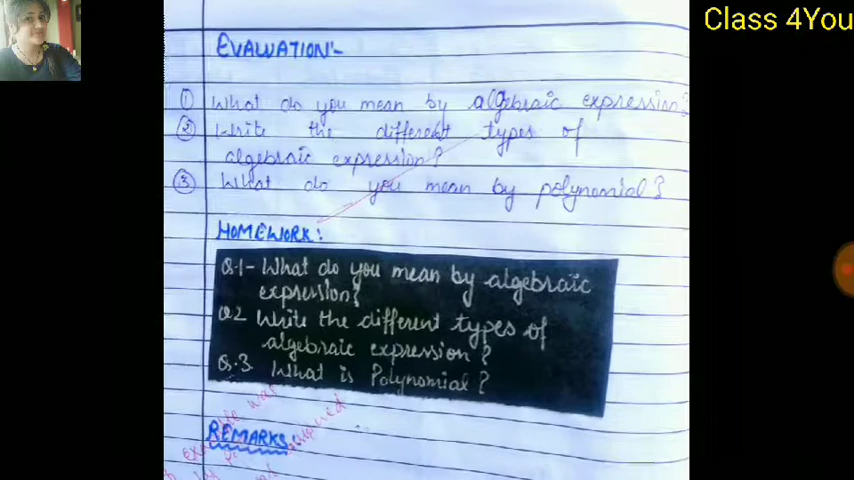 Class 4You
EVALUATION:-
① What do you mean by algebraic expression?
② Write the different types of
algebraic expression?
③ What do you mean by polynomial?
HOMEWORK:
Q.1- What do you mean by algebraic
expression?
Q.2 Write the different types of
algebraic expression?
Q.3 What is Polynomial?
REMARKS: